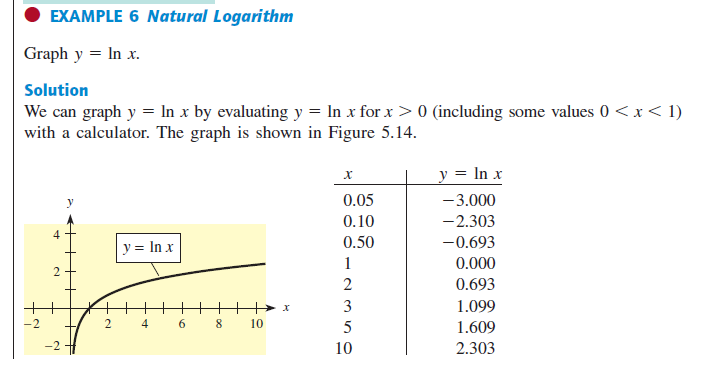 EXAMPLE 6 Natural Logarithm
Graph y = ln x.
Solution
We can graph y = ln x by evaluating y = ln x for x > 0 (including some values 0 < x < 1)
with a calculator. The graph is shown in Figure 5.14.
x y = ln x
0.05 −3.000
0.10 −2.303
0.50 −0.693
1 0.000
2 0.693
3 1.099
5 1.609
10 2.303
y
4
y = ln x
2
x
−2 2 4 6 8 10
−2